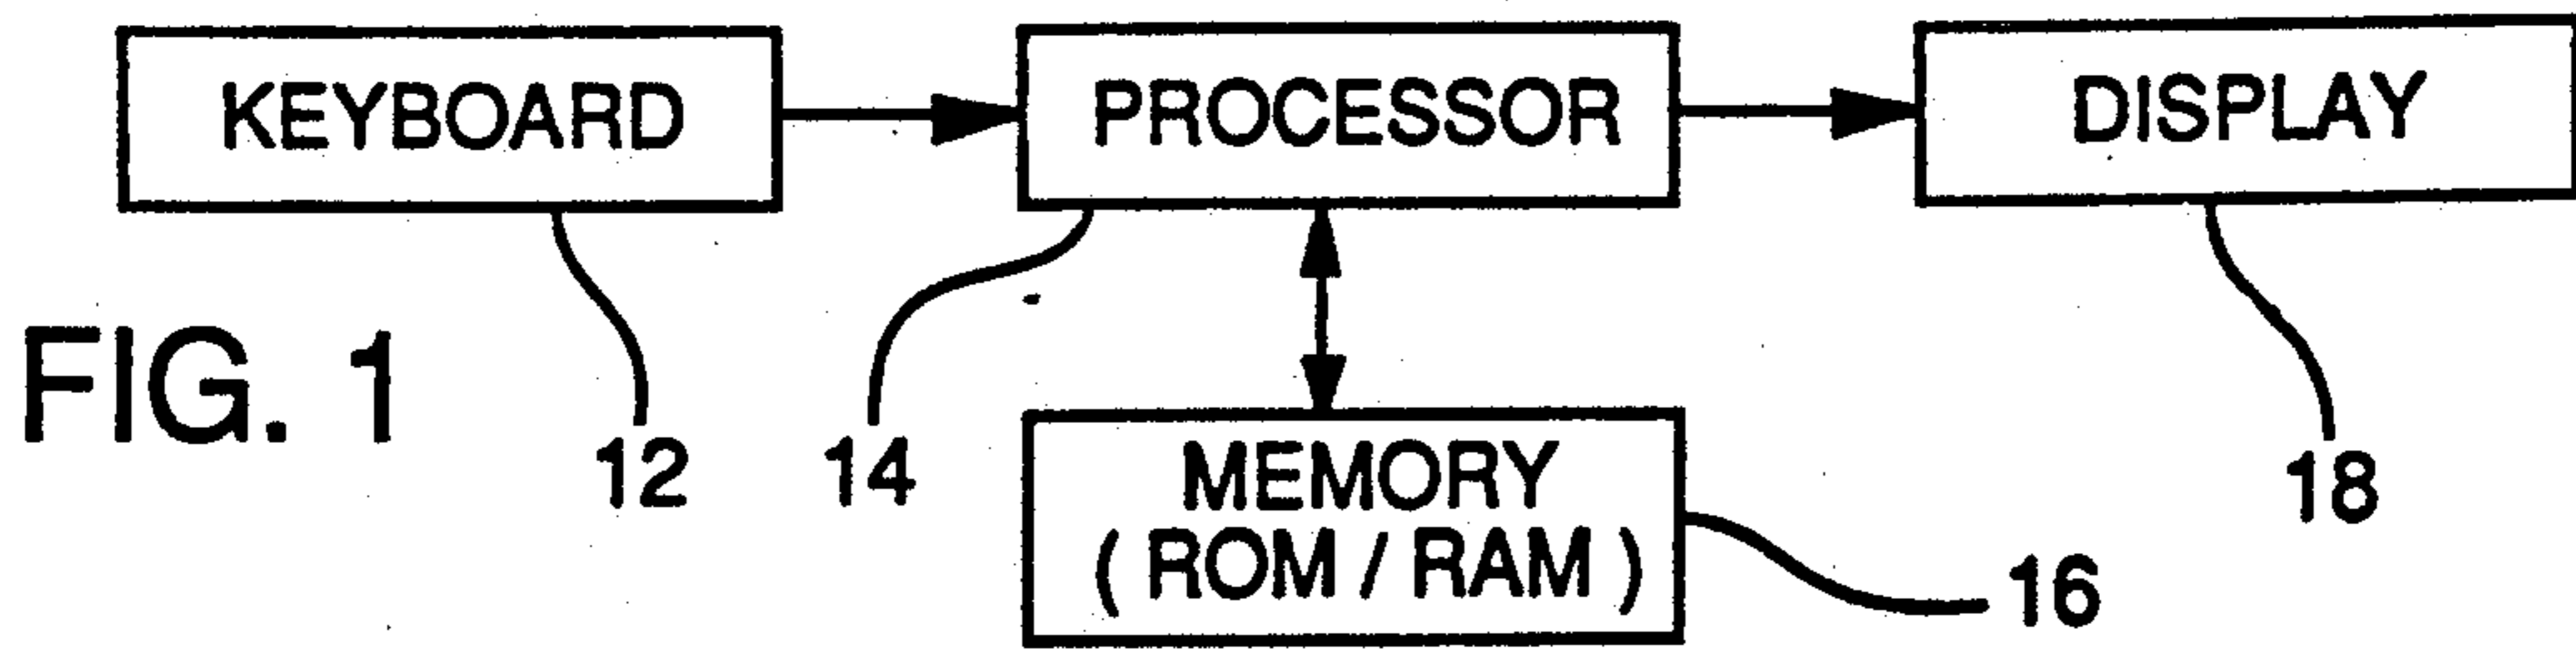 KEYBOARD
PROCESSOR
DISPLAY
FIG. 1
12
14
MEMORY
( ROM / RAM )
18
16